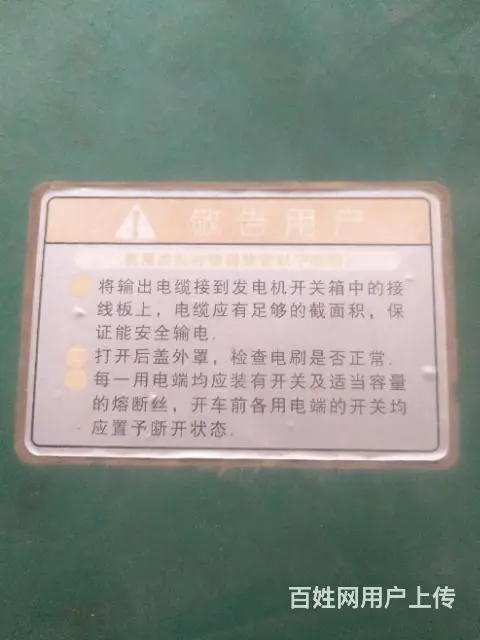 敬告用户
将输出电缆接到发电机开关箱中的接
线板上，电缆应有足够的截面积，保
证能安全输电.
打开后盖外罩，检查电刷是否正常.
每一用电端均应装有开关及适当容量
的熔断丝，开车前各用电端的开关均
应置予断开状态.
百姓网用户上传